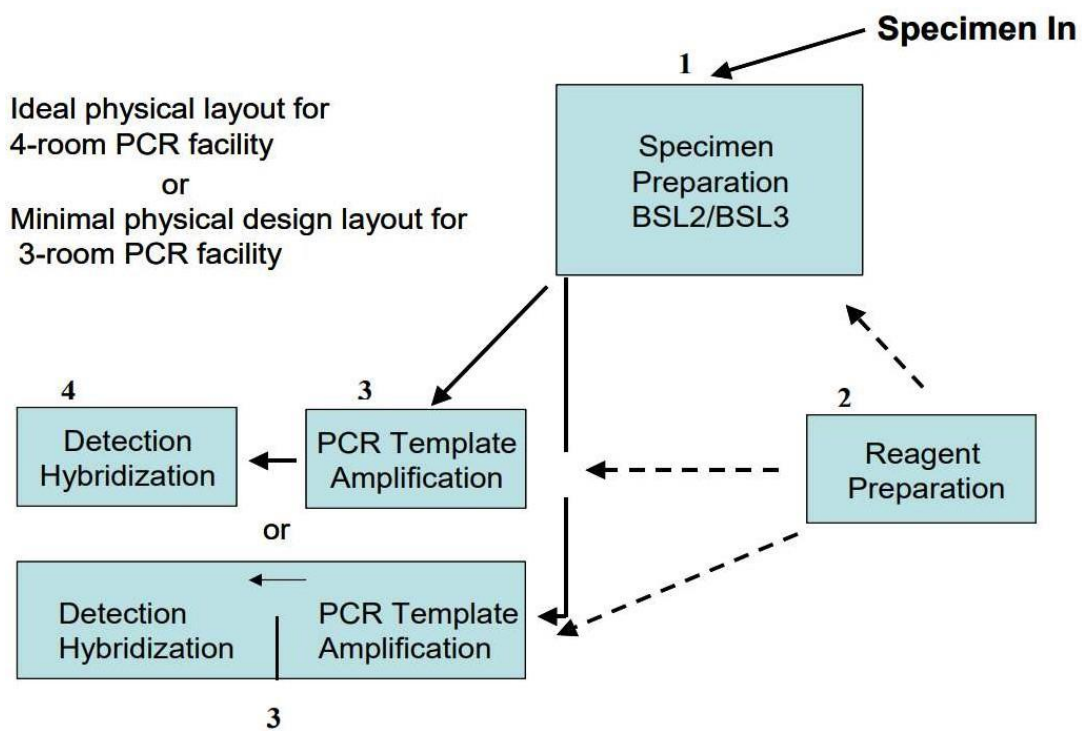 Specimen In
1
Ideal physical layout for
4-room PCR facility
or
Minimal physical design layout for
3-room PCR facility
Specimen
Preparation
BSL2/BSL3
4
3
2
Detection
Hybridization
PCR Template
Amplification
Reagent
Preparation
or
Detection
Hybridization
PCR Template
Amplification
3